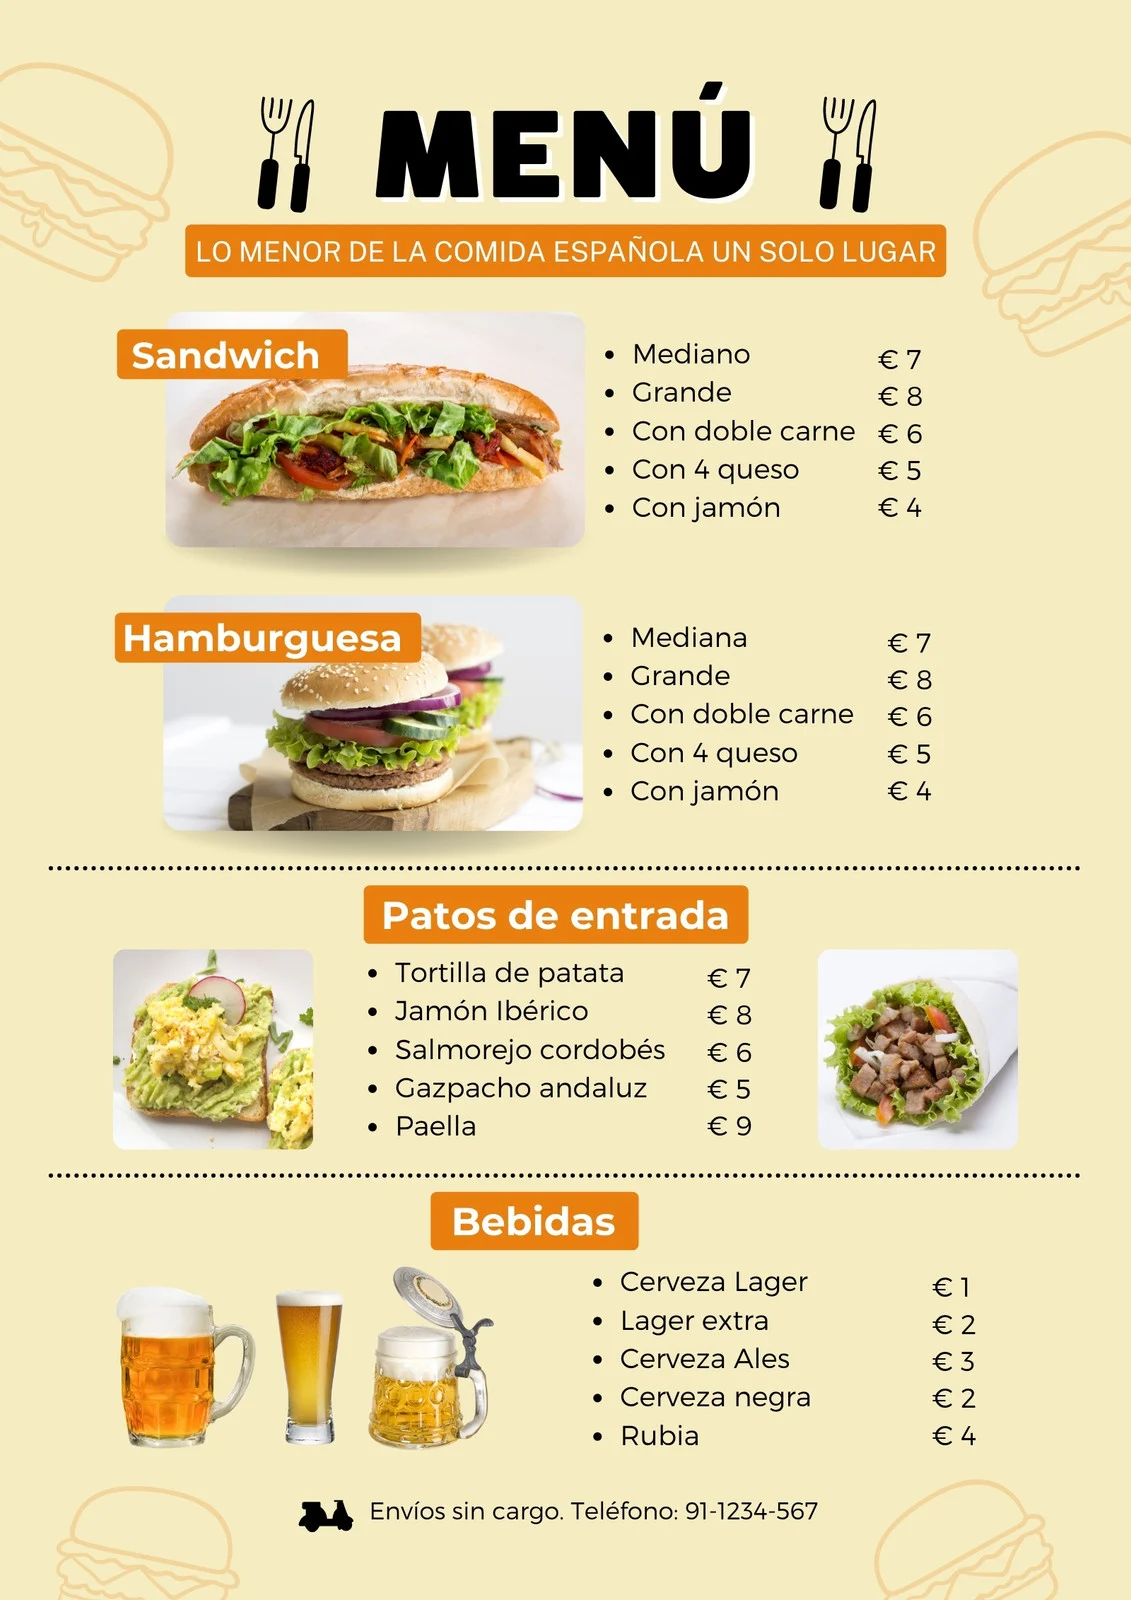 MENÚ
LO MENOR DE LA COMIDA ESPAÑOLA UN SOLO LUGAR
Sandwich
• Mediano € 7
• Grande € 8
• Con doble carne € 6
• Con 4 queso € 5
• Con jamón € 4
Hamburguesa
• Mediana € 7
• Grande € 8
• Con doble carne € 6
• Con 4 queso € 5
• Con jamón € 4
Patos de entrada
• Tortilla de patata € 7
• Jamón Ibérico € 8
• Salmorejo cordobés € 6
• Gazpacho andaluz € 5
• Paella € 9
Bebidas
• Cerveza Lager € 1
• Lager extra € 2
• Cerveza Ales € 3
• Cerveza negra € 2
• Rubia € 4
Envíos sin cargo. Teléfono: 91-1234-567